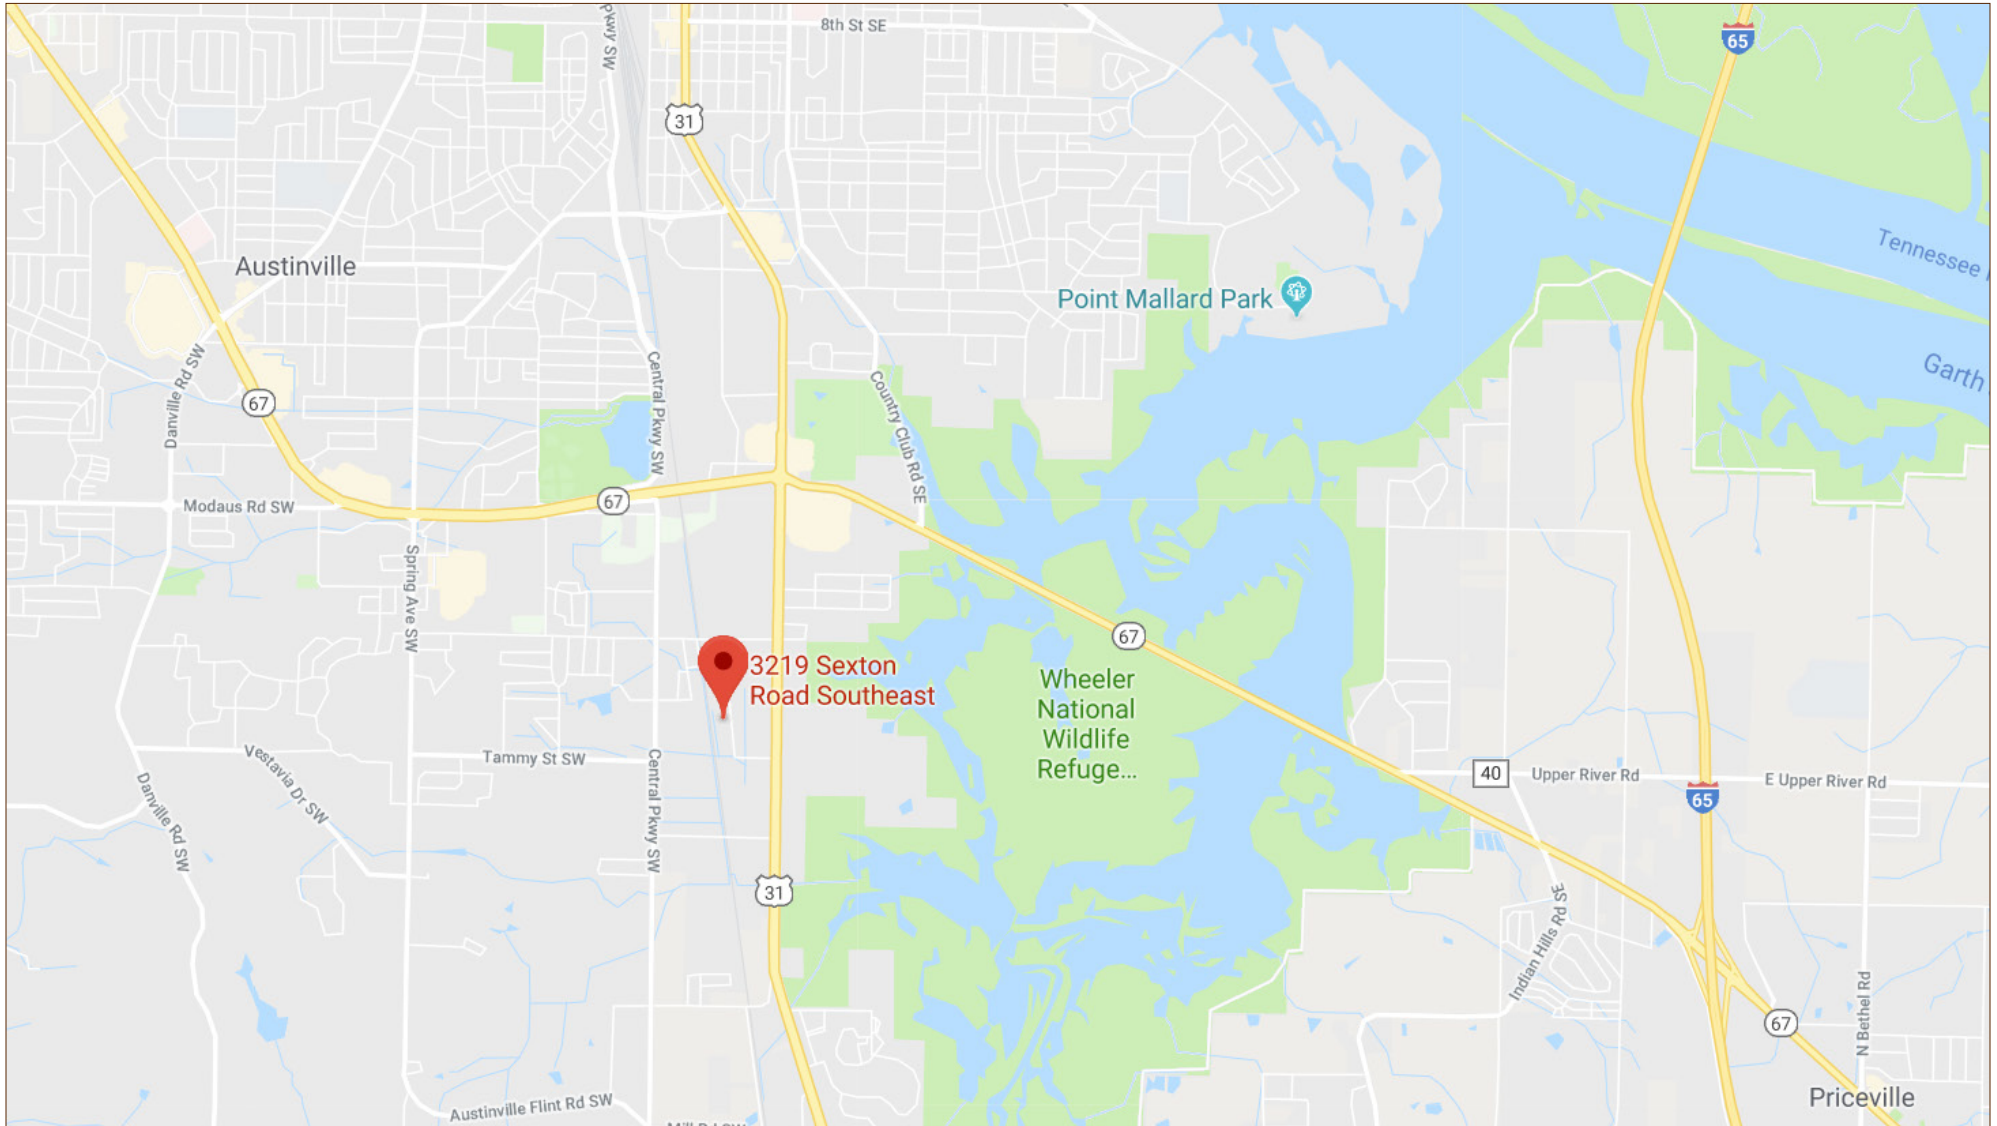 Pkwy SW
8th St SE
65
31
Austinville
Tennessee
Point Mallard Park
Garth
Danville Rd SW
67
Central Pkwy SW
Country Club Rd SE
Modaus Rd SW
67
Spring Ave SW
67
3219 Sexton
Road Southeast
Wheeler
National
Wildlife
Refuge...
Vestavia Dr SW
Tammy St SW
40
Upper River Rd
E Upper River Rd
65
Danville Rd SW
Central Pkwy SW
31
Indian Hills Rd SE
67
N Bethel Rd
Priceville
Austinville Flint Rd SW